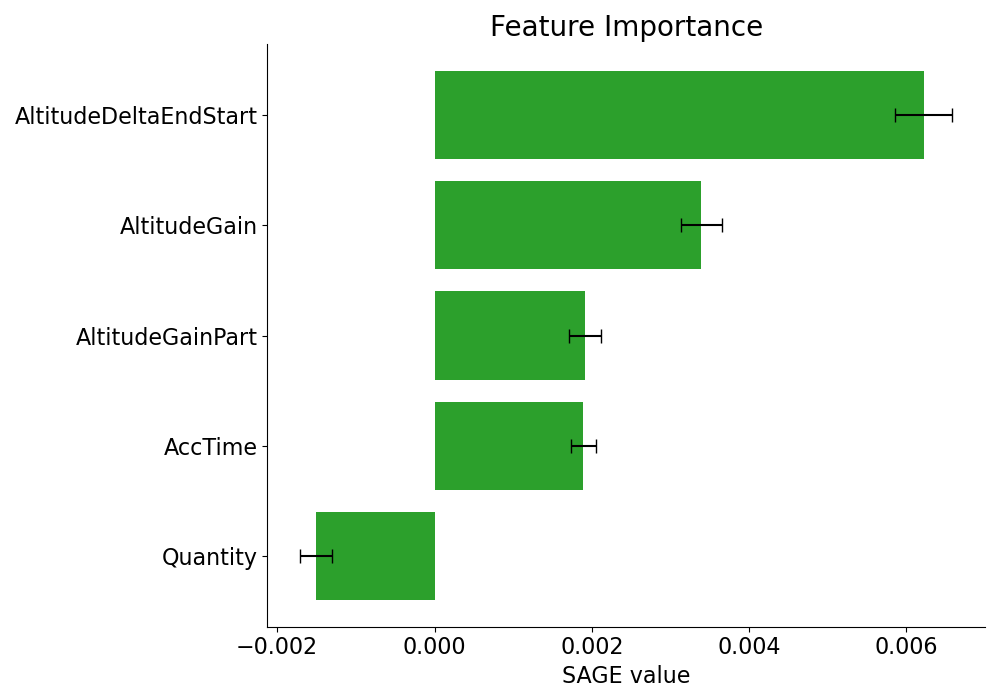 Feature Importance
AltitudeDeltaEndStart
AltitudeGain
AltitudeGainPart
AccTime
Quantity
−0.002 0.000 0.002 0.004 0.006
SAGE value